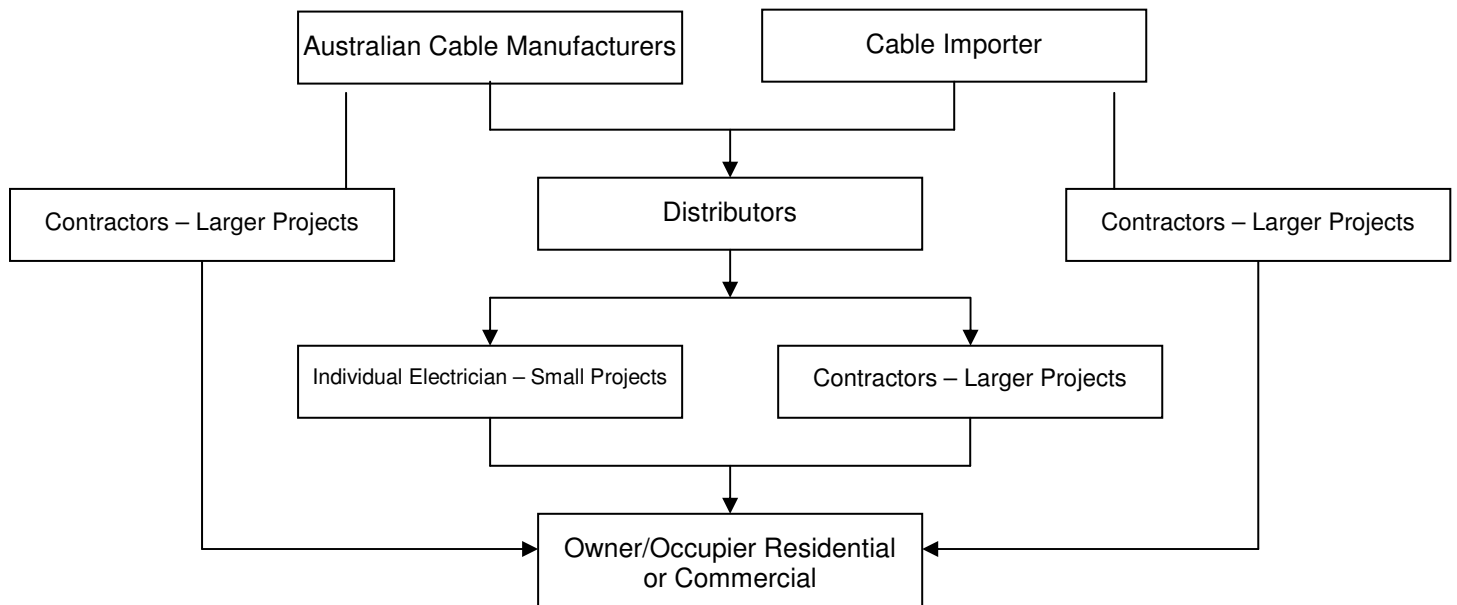 Australian Cable Manufacturers
Cable Importer
Contractors – Larger Projects
Distributors
Contractors – Larger Projects
Individual Electrician – Small Projects
Contractors – Larger Projects
Owner/Occupier Residential
or Commercial